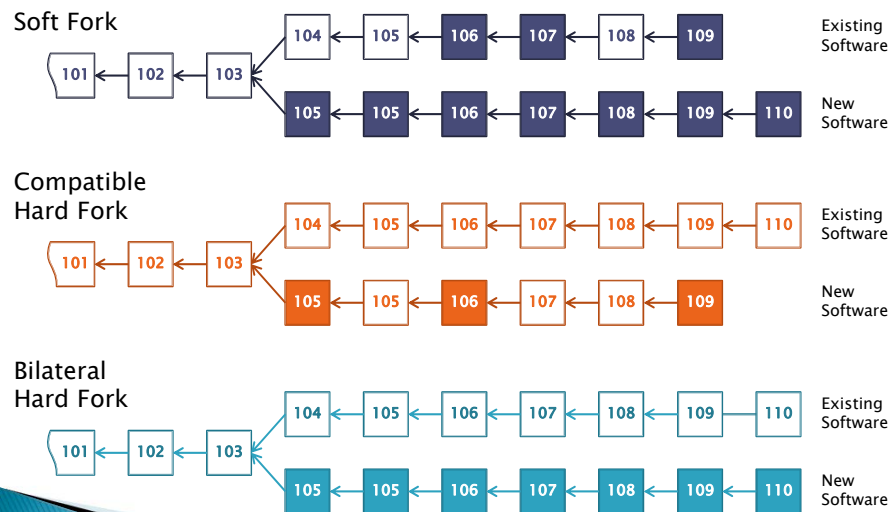 Soft Fork
104 105 106 107 108 109
Existing
Software
101 102 103
105 105 106 107 108 109 110
New
Software
Compatible
Hard Fork
104 105 106 107 108 109 110
Existing
Software
101 102 103
105 105 106 107 108 109
New
Software
Bilateral
Hard Fork
104 105 106 107 108 109 110
Existing
Software
101 102 103
105 105 106 107 108 109 110
New
Software